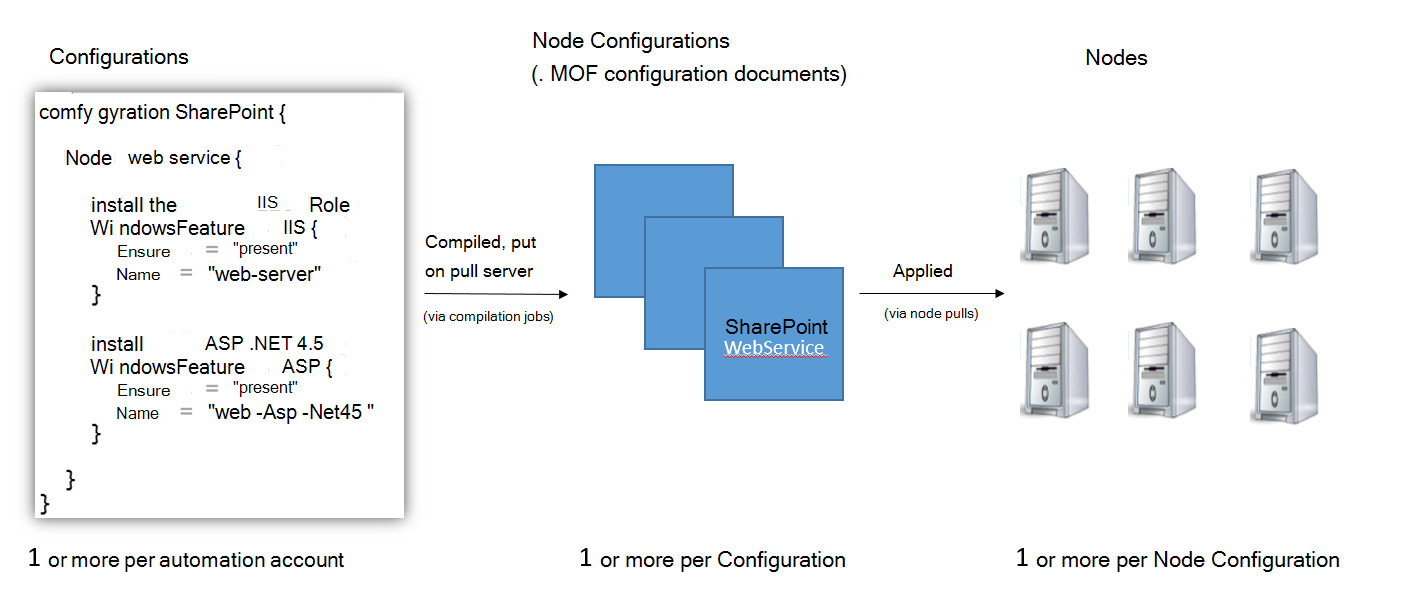 Configurations
comfy gyration SharePoint {
Node web service {
install the IIS Role
Wi ndowsFeature IIS {
Ensure = "present"
Name = "web-server"
}
install ASP .NET 4.5
Wi ndowsFeature ASP {
Ensure = "present"
Name = "web -Asp -Net45 "
}
}
}
1 or more per automation account
Compiled, put
on pull server
(via compilation jobs)
Node Configurations
(. MOF configuration documents)
SharePoint
WebService
1 or more per Configuration
Applied
(via node pulls)
Nodes
1 or more per Node Configuration